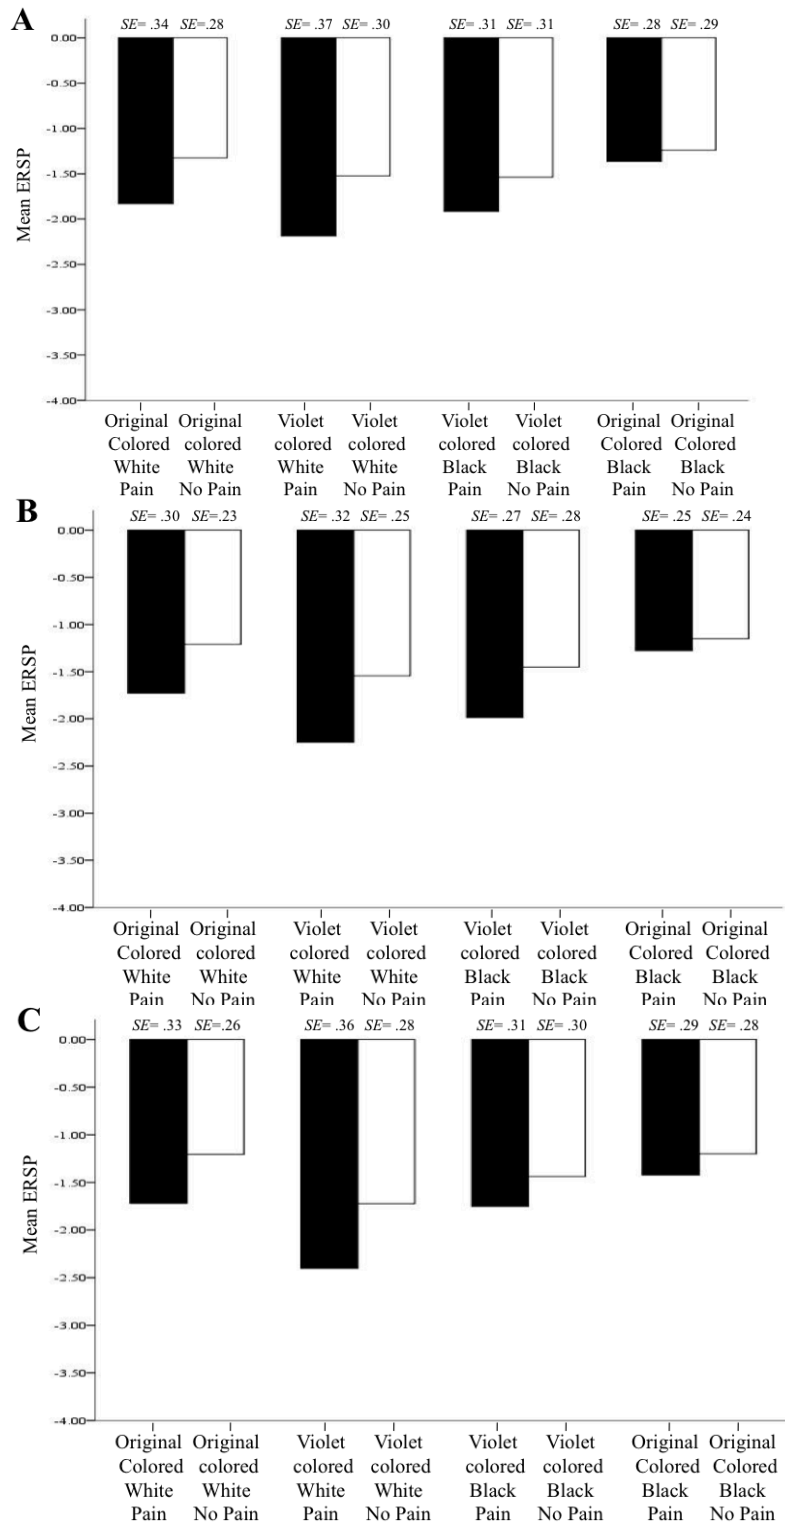 A
SE= .34 SE=.28 SE= .37 SE= .30 SE= .31 SE= .31 SE= .28 SE= .29
0.00
-0.50
-1.00
-1.50
-2.00
-2.50
-3.00
-3.50
-4.00
Mean ERSP
Original Original Violet Violet Violet Violet Original Original
Colored colored colored colored colored colored Colored Colored
White White White White Black Black Black Black
Pain No Pain Pain No Pain Pain No Pain Pain No Pain
B
SE= .30 SE=.23 SE= .32 SE= .25 SE= .27 SE= .28 SE= .25 SE= .24
0.00
-0.50
-1.00
-1.50
-2.00
-2.50
-3.00
-3.50
-4.00
Mean ERSP
Original Original Violet Violet Violet Violet Original Original
Colored colored colored colored colored colored Colored Colored
White White White White Black Black Black Black
Pain No Pain Pain No Pain Pain No Pain Pain No Pain
C
SE= .33 SE=.26 SE= .36 SE= .28 SE= .31 SE= .30 SE= .29 SE= .28
0.00
-0.50
-1.00
-1.50
-2.00
-2.50
-3.00
-3.50
-4.00
Mean ERSP
Original Original Violet Violet Violet Violet Original Original
Colored colored colored colored colored colored Colored Colored
White White White White Black Black Black Black
Pain No Pain Pain No Pain Pain No Pain Pain No Pain